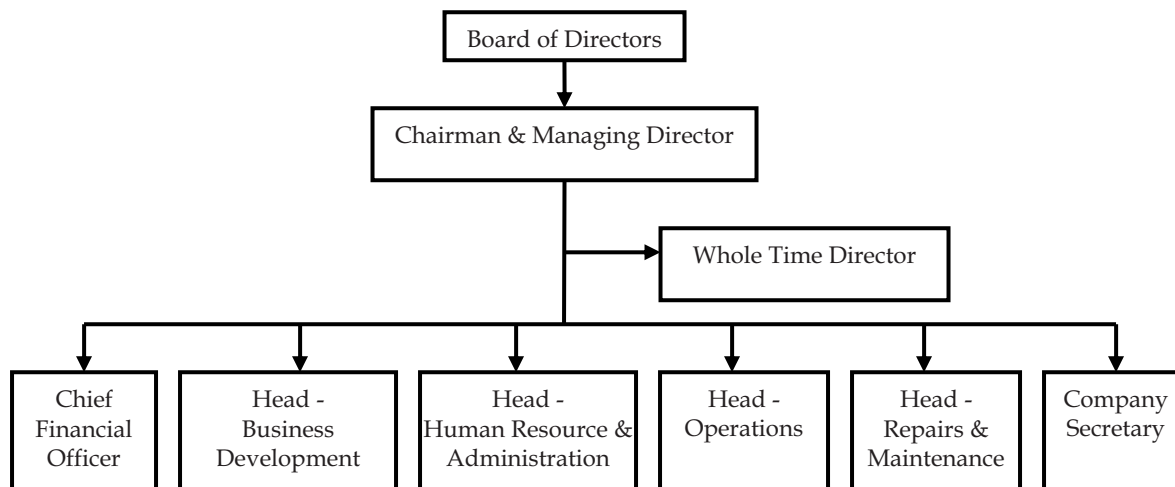 Board of Directors
Chairman & Managing Director
Whole Time Director
Chief
Financial
Officer
Head -
Business
Development
Head -
Human Resource &
Administration
Head -
Operations
Head -
Repairs &
Maintenance
Company
Secretary